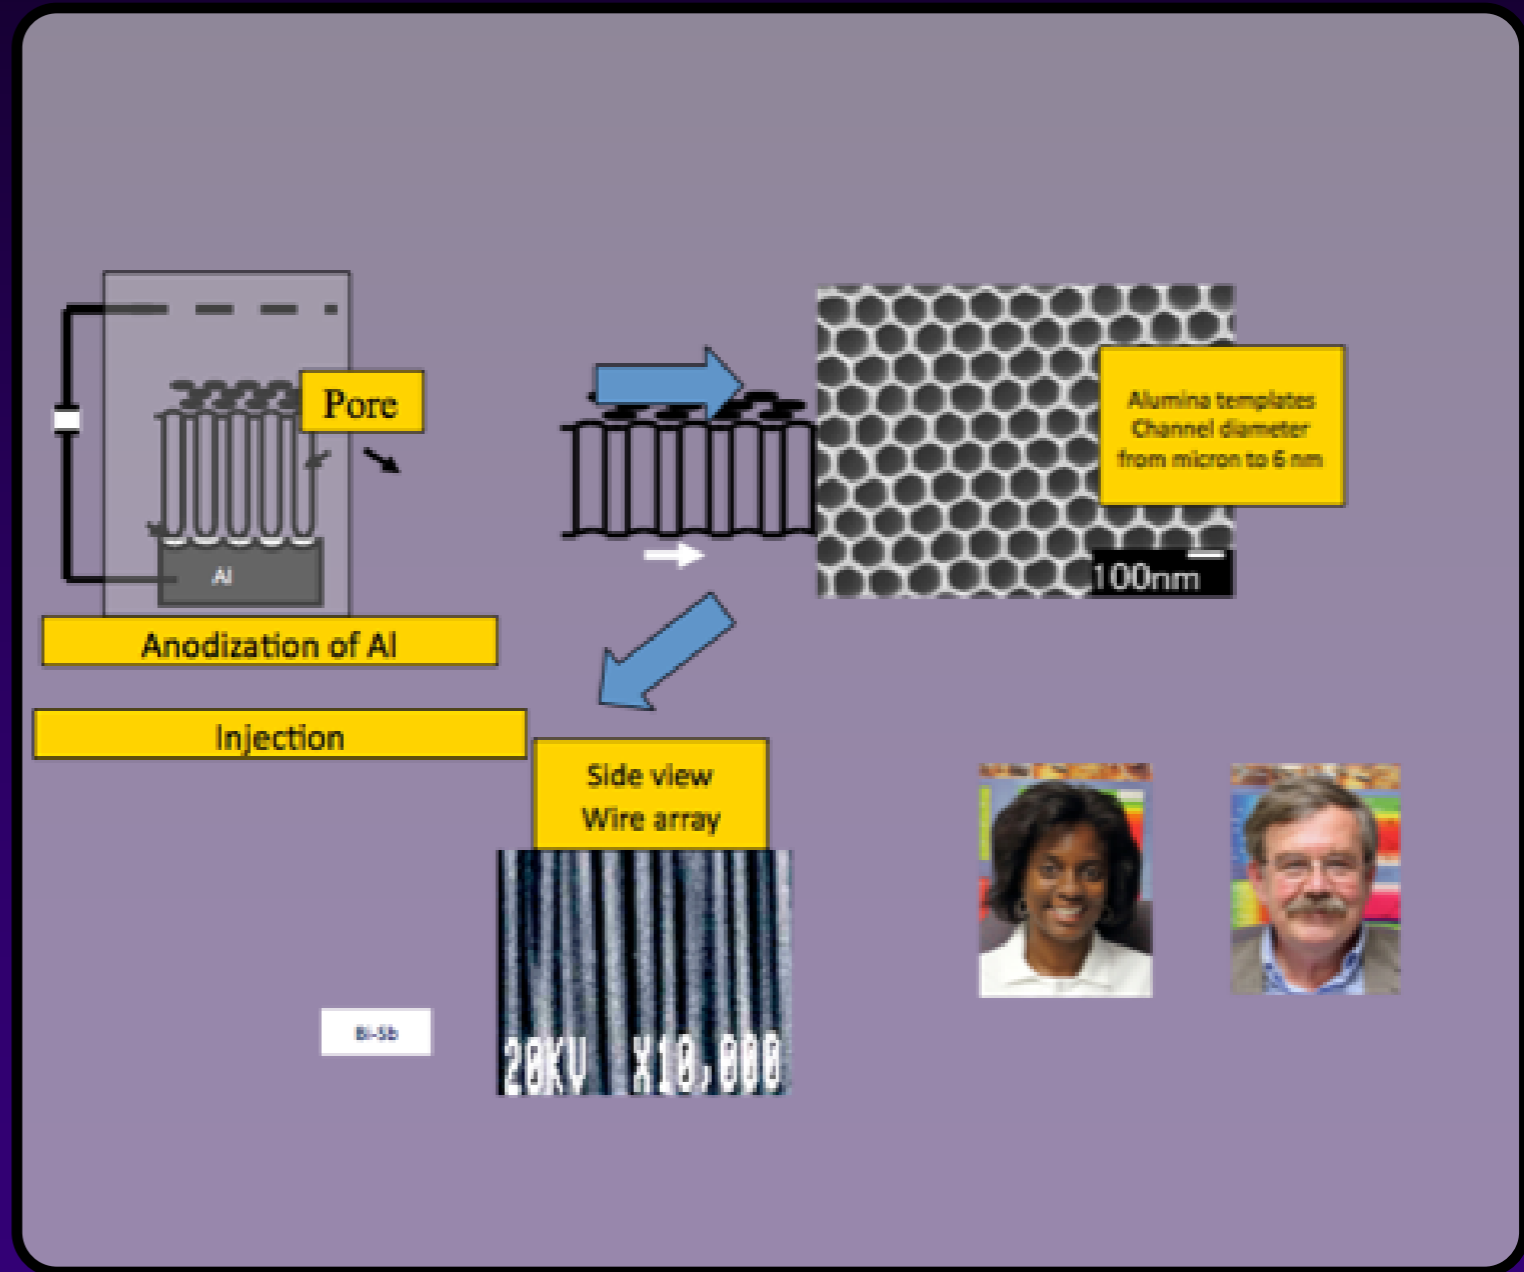 Pore
Alumina templates
Channel diameter
from micron to 6 nm
Al
100nm
Anodization of Al
Injection
Side view
Wire array
Bi-Sb
20KV X10,000